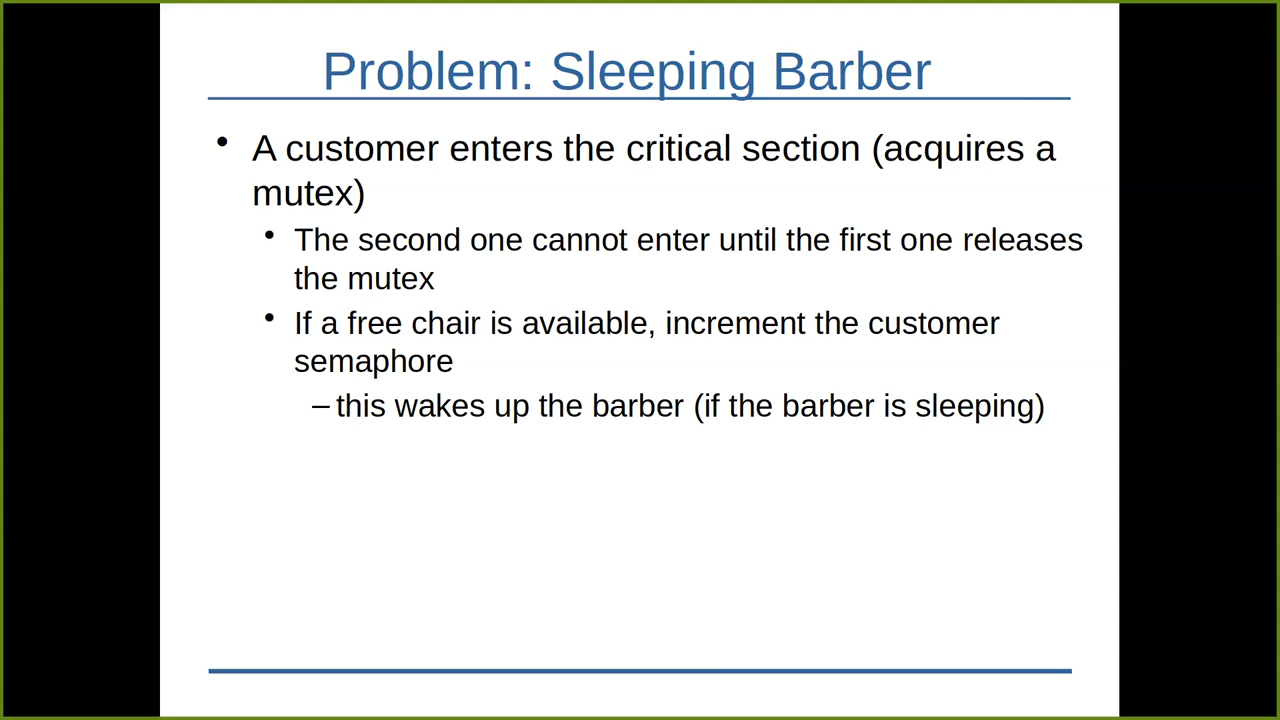 Problem: Sleeping Barber
• A customer enters the critical section (acquires a
mutex)
• The second one cannot enter until the first one releases
the mutex
• If a free chair is available, increment the customer
semaphore
– this wakes up the barber (if the barber is sleeping)